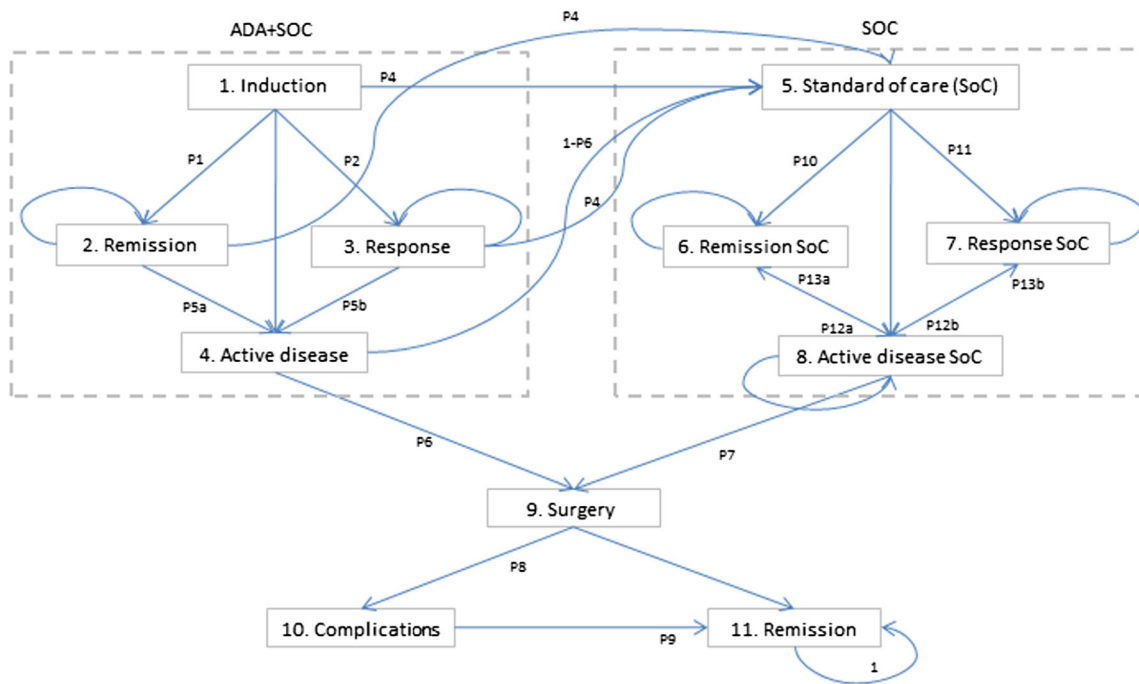 P4
ADA+SOC
SOC
1. Induction
P4
5. Standard of care (SoC)
1-P6
P1
P2
P10
P11
P4
2. Remission
3. Response
6. Remission SoC
7. Response SoC
P5a
P5b
P13a
P13b
P12a
P12b
4. Active disease
8. Active disease SoC
P6
P7
9. Surgery
P8
10. Complications
P9
11. Remission
1